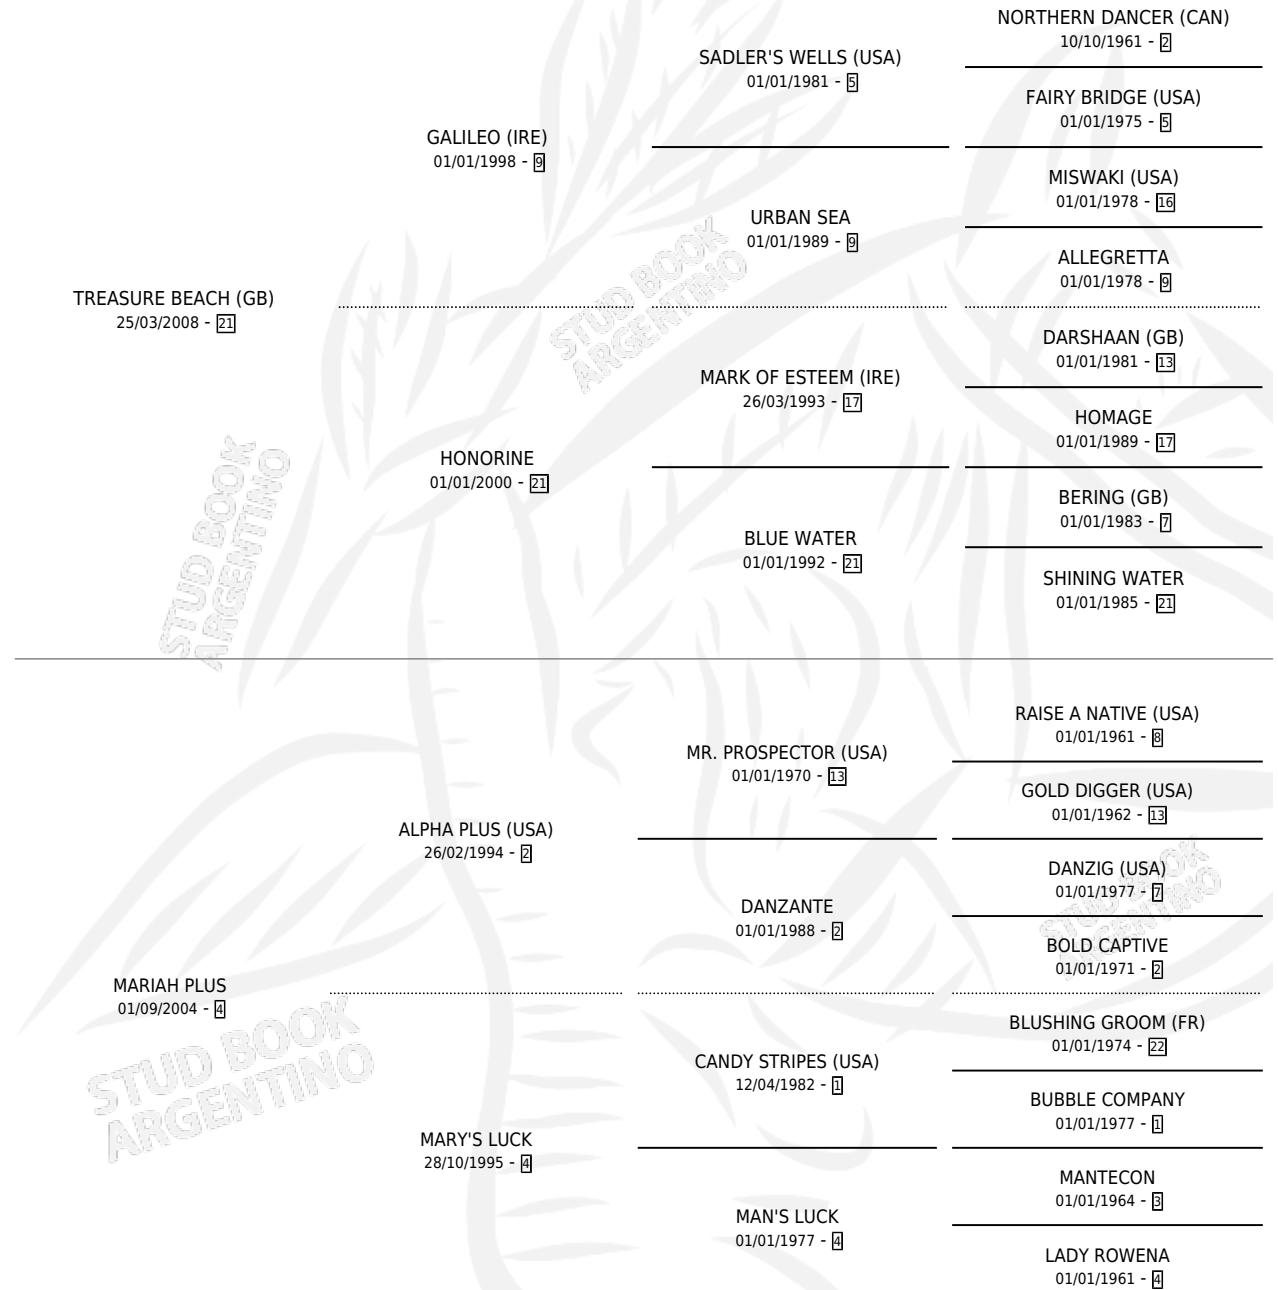 NORTHERN DANCER (CAN)
10/10/1961 - 2
SADLER'S WELLS (USA)
01/01/1981 - 5
FAIRY BRIDGE (USA)
01/01/1975 - 5
GALILEO (IRE)
01/01/1998 - 9
MISWAKI (USA)
01/01/1978 - 16
URBAN SEA
01/01/1989 - 9
ALLEGRETTA
01/01/1978 - 9
TREASURE BEACH (GB)
25/03/2008 - 21
STUD BOOK
ARGENTINO
DARSHAAN (GB)
01/01/1981 - 13
MARK OF ESTEEM (IRE)
26/03/1993 - 17
HOMAGE
01/01/1989 - 17
HONORINE
01/01/2000 - 21
BERING (GB)
01/01/1983 - 7
BLUE WATER
01/01/1992 - 21
SHINING WATER
01/01/1985 - 21
STUD BOOK
ARGENTINO
RAISE A NATIVE (USA)
01/01/1961 - 8
MR. PROSPECTOR (USA)
01/01/1970 - 13
GOLD DIGGER (USA)
01/01/1962 - 13
ALPHA PLUS (USA)
26/02/1994 - 2
DANZIG (USA)
01/01/1977 - 7
STUD BOOK
ARGENTINO
DANZANTE
01/01/1988 - 2
BOLD CAPTIVE
01/01/1971 - 2
MARIAH PLUS
01/09/2004 - 4
STUD BOOK
ARGENTINO
BLUSHING GROOM (FR)
01/01/1974 - 22
CANDY STRIPES (USA)
12/04/1982 - 1
BUBBLE COMPANY
01/01/1977 - 1
MARY'S LUCK
28/10/1995 - 4
MANTECON
01/01/1964 - 3
MAN'S LUCK
01/01/1977 - 4
LADY ROWENA
01/01/1961 - 4